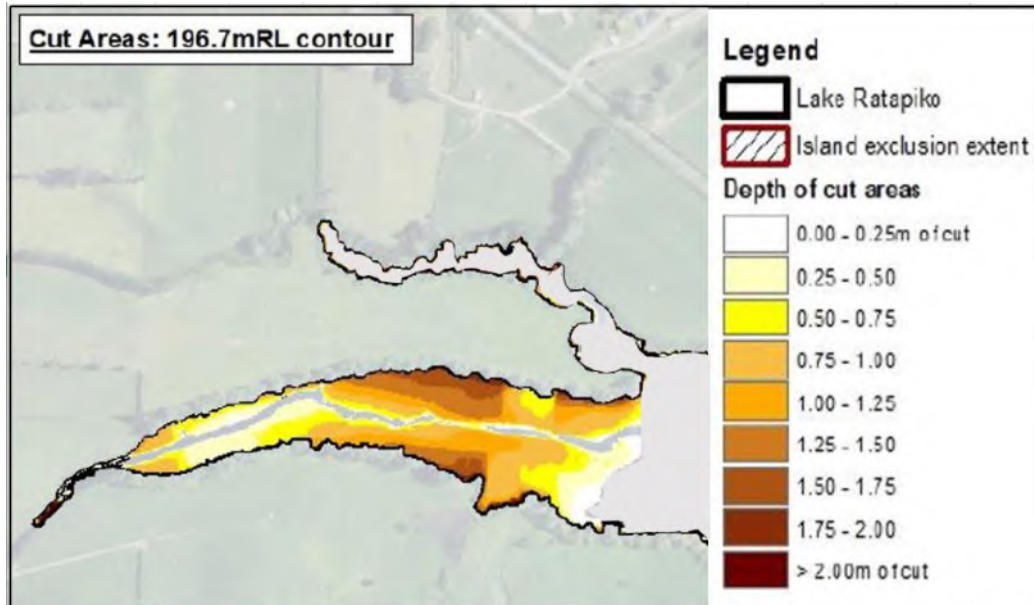 Cut Areas: 196.7mRL contour
Legend
Lake Ratapiko
Island exclusion extent
Depth of cut areas
0.00 - 0.25m of cut
0.25 - 0.50
0.50 - 0.75
0.75 - 1.00
1.00 - 1.25
1.25 - 1.50
1.50 - 1.75
1.75 - 2.00
> 2.00m of cut